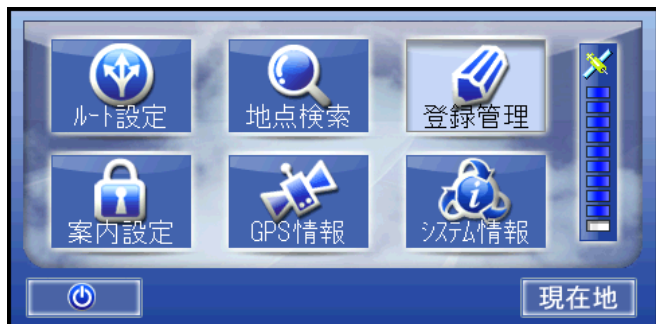 ルート設定
地点検索
登録管理
案内設定
GPS情報
システム情報
現在地